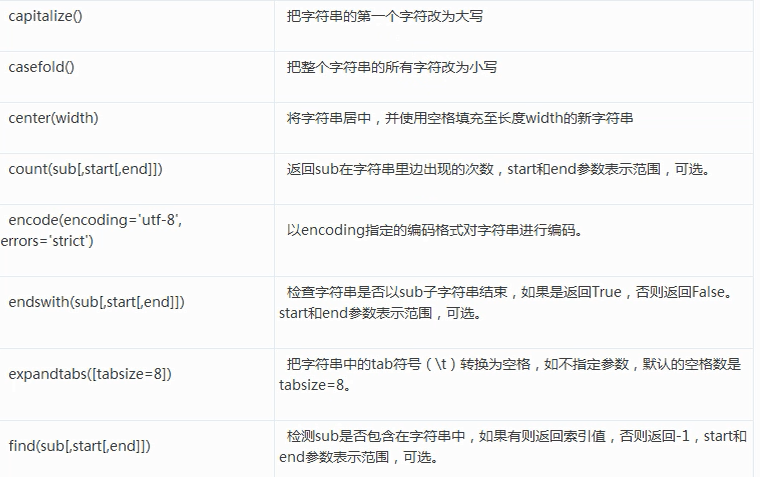 capitalize()
把字符串的第一个字符改为大写
casefold()
把整个字符串的所有字符改为小写
center(width)
将字符串居中，并使用空格填充至长度width的新字符串
count(sub[,start[,end]])
返回sub在字符串里边出现的次数，start和end参数表示范围，可选。
encode(encoding='utf-8',
errors='strict')
以encoding指定的编码格式对字符串进行编码。
endswith(sub[,start[,end]])
检查字符串是否以sub子字符串结束，如果是返回True，否则返回False。
start和end参数表示范围，可选。
expandtabs([tabsize=8])
把字符串中的tab符号（\t）转换为空格，如不指定参数，默认的空格数是
tabsize=8。
find(sub[,start[,end]])
检测sub是否包含在字符串中，如果有则返回索引值，否则返回-1，start和
end参数表示范围，可选。